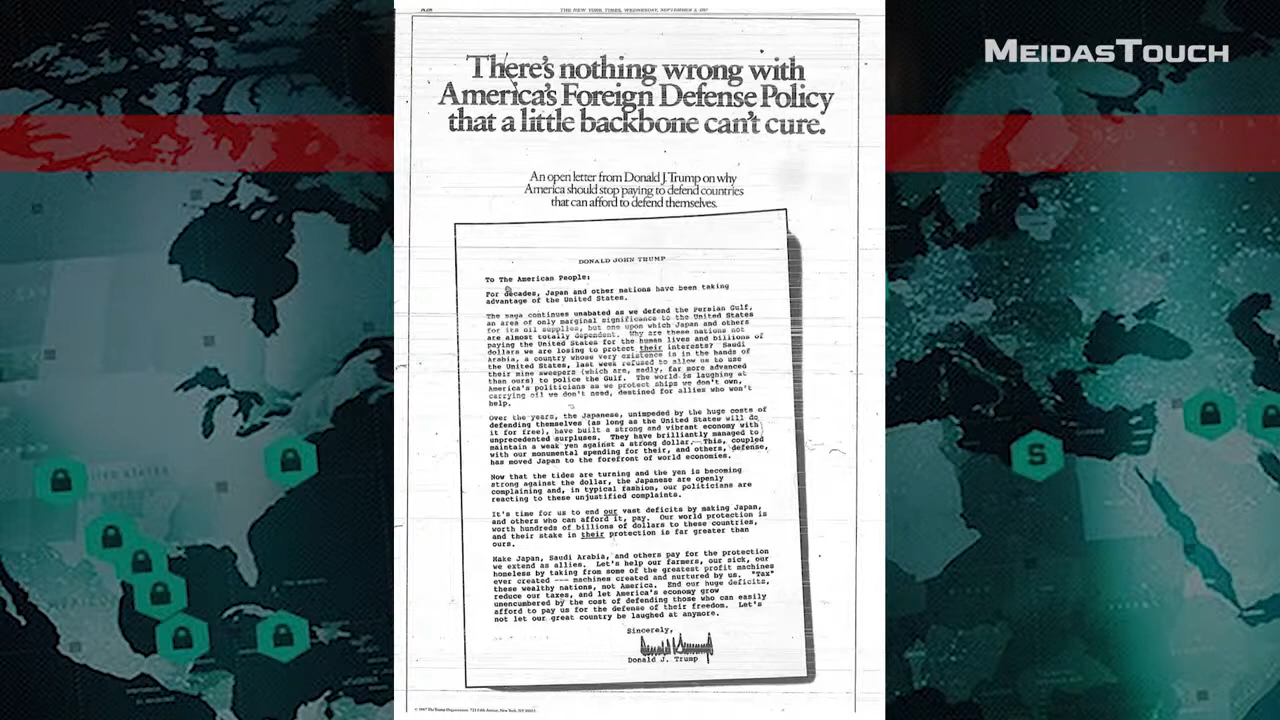 THE NEW YORK TIMES, WEDNESDAY, SEPTEMBER 2, 1987
MEIDASTOUCH
There's nothing wrong with
America's Foreign Defense Policy
that a little backbone can't cure.
An open letter from Donald J. Trump on why
America should stop paying to defend countries
that can afford to defend themselves.
DONALD JOHN TRUMP
To The American People:
For decades, Japan and other nations have been taking
advantage of the United States.
The saga continues unabated as we defend the Persian Gulf,
an area of only marginal significance to the United States
for its oil supplies, but one upon which Japan and others
are almost totally dependent. Why are these nations not
paying the United States for the human lives and billions of
dollars we are losing to protect their interests? Saudi
Arabia, a country whose very existence is in the hands of
the United States, last week refused to allow us to use
their mine sweepers (which are, sadly, far more advanced
than ours) to police the Gulf. The world is laughing at
America's politicians as we protect ships we don't own,
carrying oil we don't need, destined for allies who won't
help.
Over the years, the Japanese, unimpeded by the huge costs of
defending themselves (as long as the United States will do
it for free), have built a strong and vibrant economy with
unprecedented surpluses. They have brilliantly managed to
maintain a weak yen against a strong dollar. This, coupled
with our monumental spending for their, and others, defense,
has moved Japan to the forefront of world economies.
Now that the tides are turning and the yen is becoming
strong against the dollar, the Japanese are openly
complaining and, in typical fashion, our politicians are
reacting to these unjustified complaints.
It's time for us to end our vast deficits by making Japan,
and others who can afford it, pay. Our world protection is
worth hundreds of billions of dollars to these countries,
and their stake in their protection is far greater than
ours.
Make Japan, Saudi Arabia, and others pay for the protection
we extend as allies. Let's help our farmers, our sick, our
homeless by taking from some of the greatest profit machines
ever created --- machines created and nurtured by us. "Tax"
these wealthy nations, not America. End our huge deficits,
reduce our taxes, and let America's economy grow
unencumbered by the cost of defending those who can easily
afford to pay us for the defense of their freedom. Let's
not let our great country be laughed at anymore.
Sincerely,
Donald J. Trump
© 1987 The Trump Organization 725 Fifth Avenue, New York, NY 10022